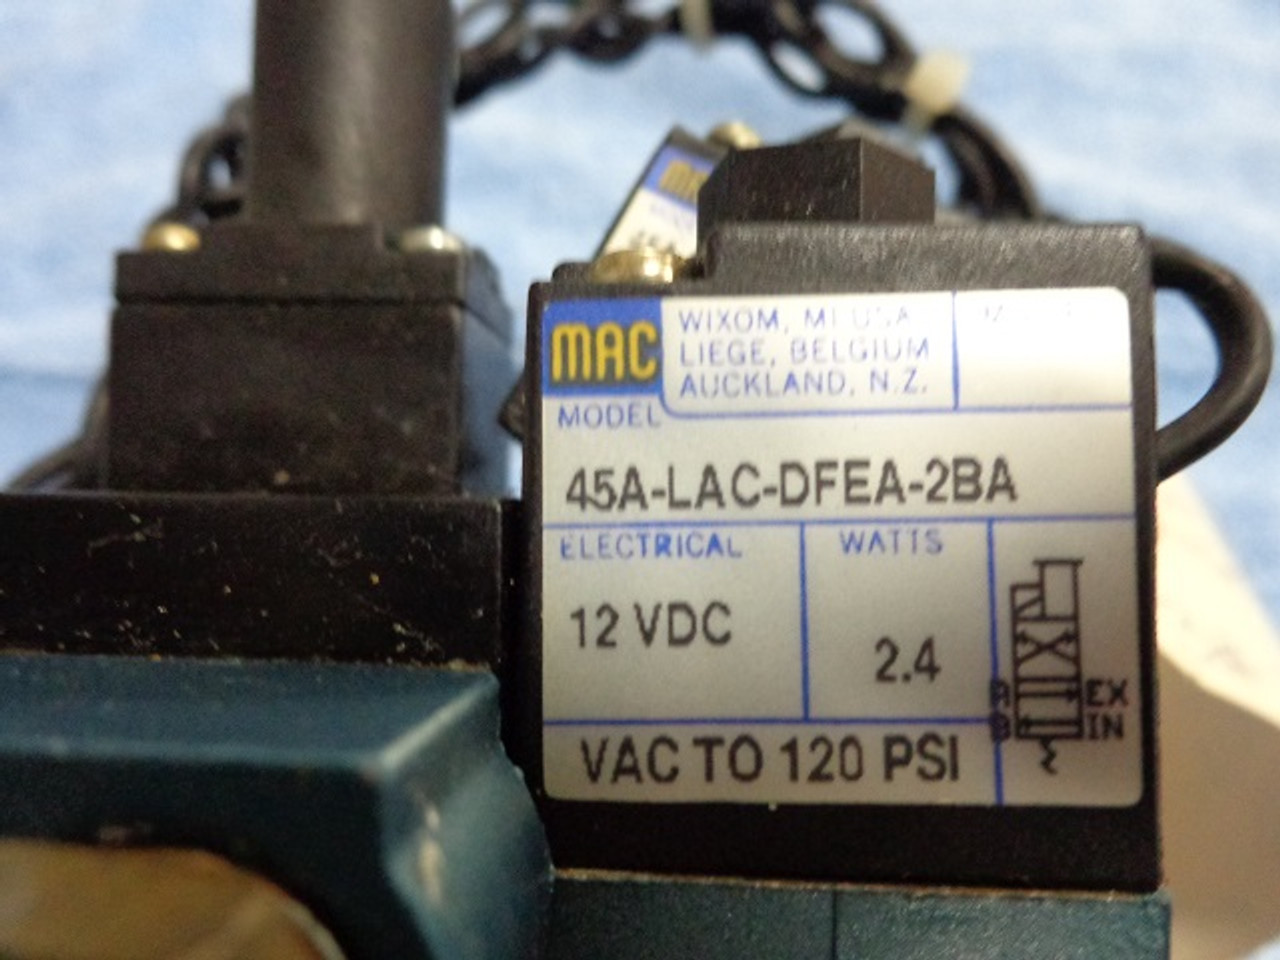 MAC
WIXOM, MI USA
LIEGE, BELGIUM
AUCKLAND, N.Z.
MODEL
45A-LAC-DFEA-2BA
ELECTRICAL
WATTS
12 VDC
2.4
A EX
B IN
VAC TO 120 PSI